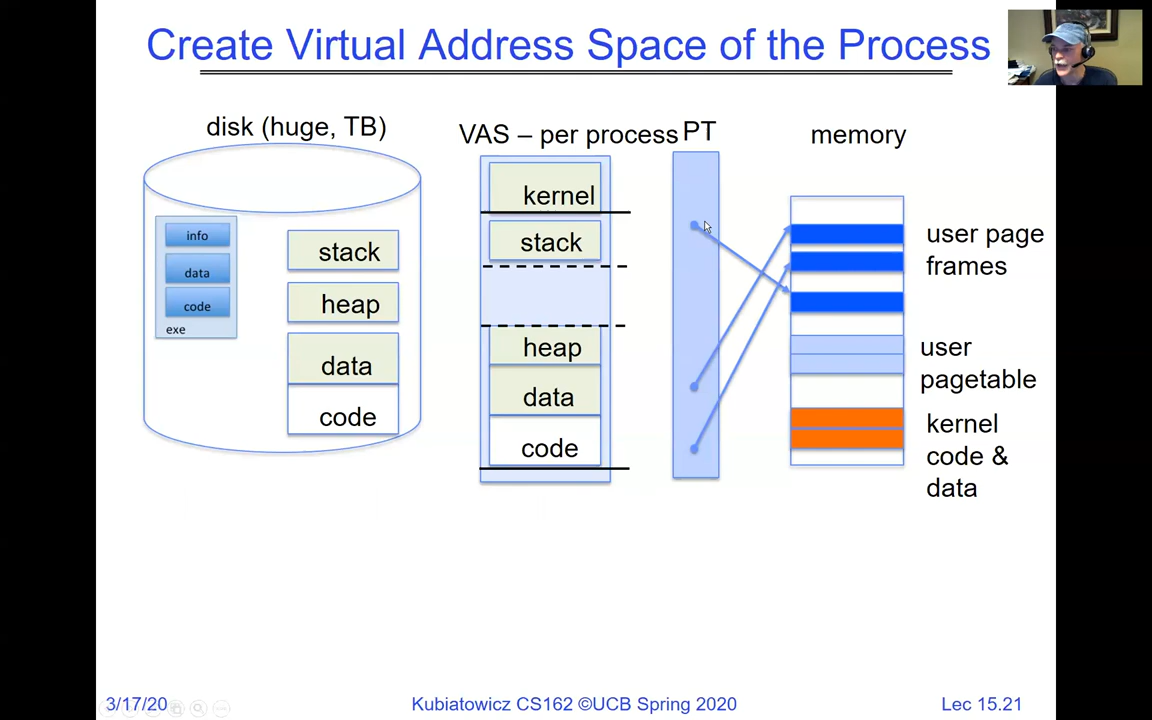 Create Virtual Address Space of the Process
disk (huge, TB)
VAS – per process
PT
memory
info
data
code
exe
stack
heap
data
code
kernel
stack
heap
data
code
user page
frames
user
pagetable
kernel
code &
data
3/17/20
Kubiatowicz CS162 ©UCB Spring 2020
Lec 15.21